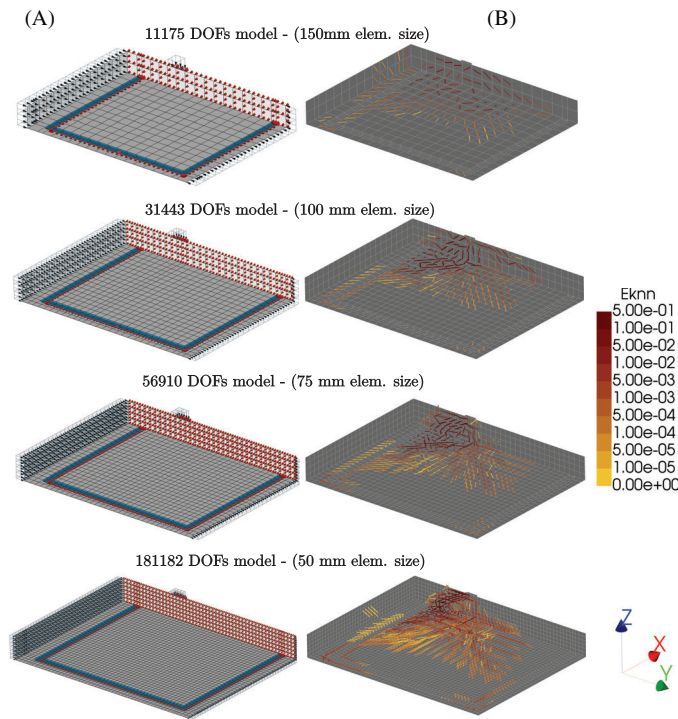 (A)
(B)
11175 DOFs model - (150mm elem. size)
31443 DOFs model - (100 mm elem. size)
56910 DOFs model - (75 mm elem. size)
181182 DOFs model - (50 mm elem. size)
Eknn
5.00e-01
1.00e-01
5.00e-02
1.00e-02
5.00e-03
1.00e-03
5.00e-04
1.00e-04
5.00e-05
1.00e-05
0.00e+00
Z
X
Y